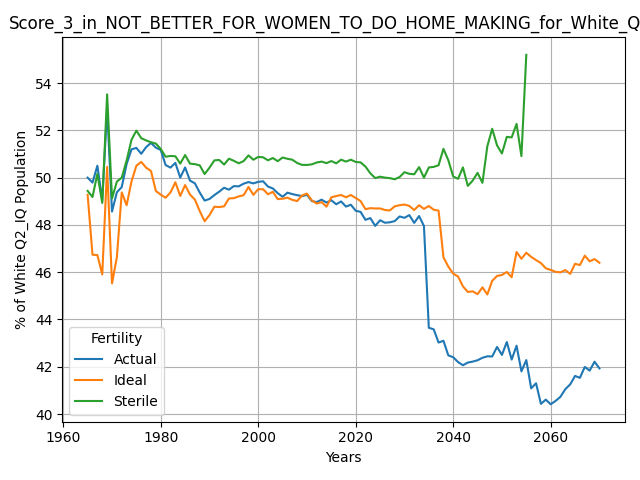 Score_3_in_NOT_BETTER_FOR_WOMEN_TO_DO_HOME_MAKING_for_White_Q
% of White Q2_IQ Population
54
52
50
48
46
44
42
40
Fertility
Actual
Ideal
Sterile
1960
1980
2000
2020
2040
2060
Years